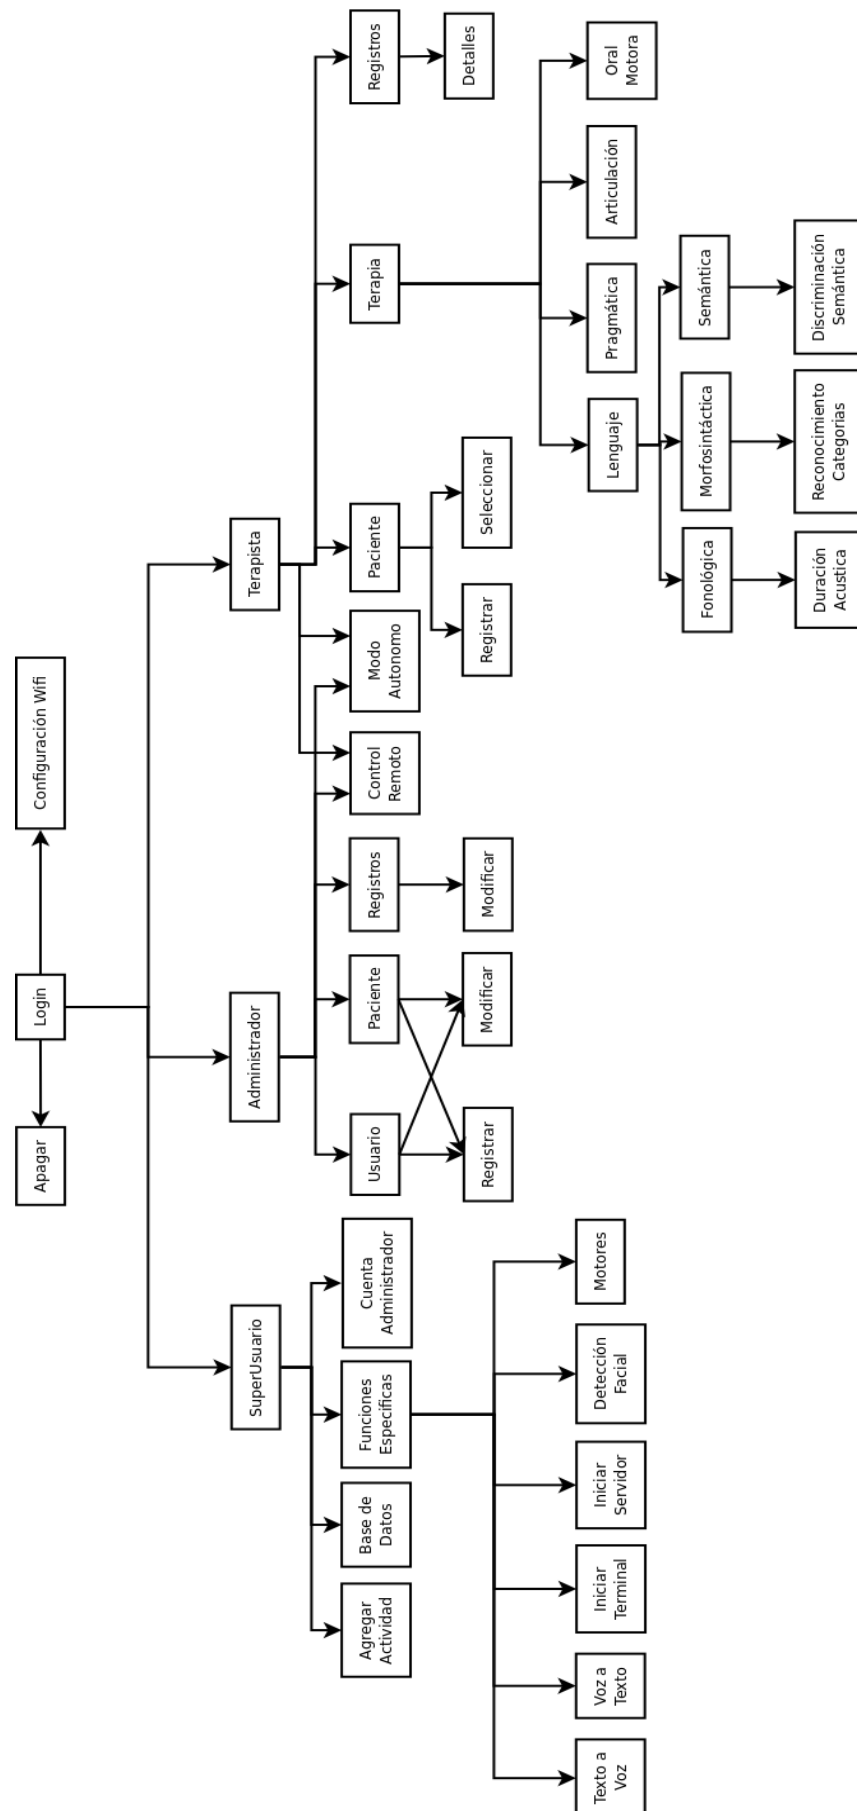 Apagar
Login
Configuración Wifi
SuperUsuario
Administrador
Terapista
Agregar
Actividad
Base de
Datos
Funciones
Especificas
Cuenta
Administrador
Usuario
Paciente
Registros
Control
Remoto
Modo
Autonomo
Paciente
Terapia
Registros
Registrar
Modificar
Modificar
Registrar
Seleccionar
Detalles
Texto a
Voz
Voz a
Texto
Iniciar
Terminal
Iniciar
Servidor
Detección
Facial
Motores
Lenguaje
Pragmática
Articulación
Oral
Motora
Fonológica
Morfosintáctica
Semántica
Duración
Acustica
Reconocimiento
Categorias
Discriminación
Semántica